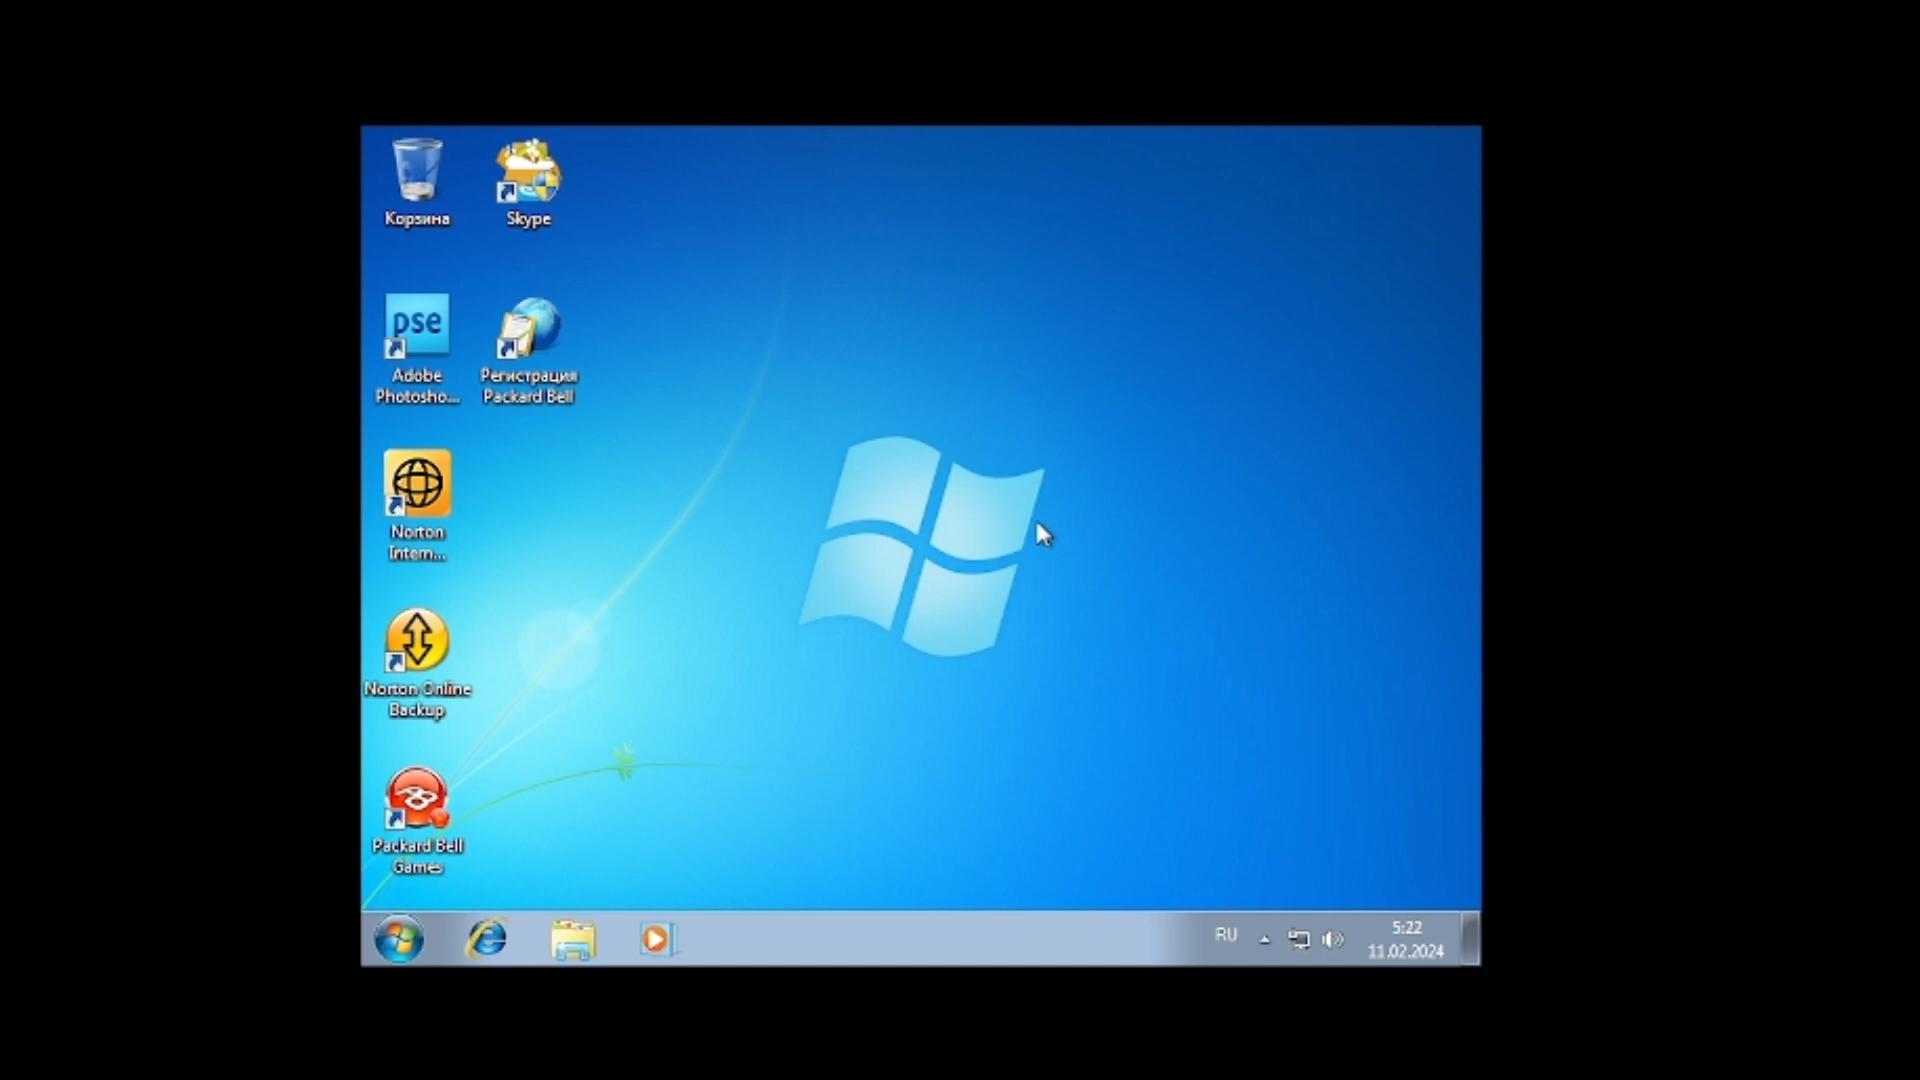 Корзина
Skype
pse
Adobe
Photosho...
Регистрация
Packard Bell
Norton
Intern...
Norton Online
Backup
Packard Bell
Games
RU
5:22
11.02.2024